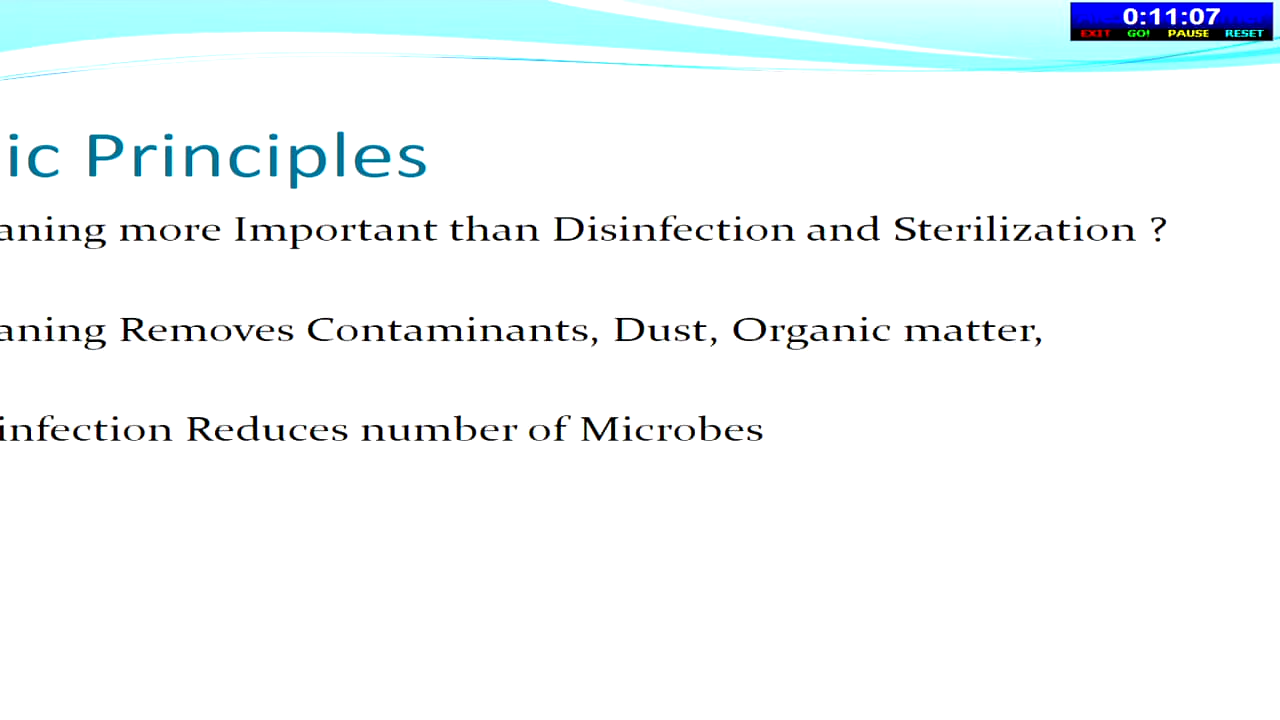 0:11:07
EXIT GO! PAUSE RESET
ic Principles
aning more Important than Disinfection and Sterilization ?
aning Removes Contaminants, Dust, Organic matter,
infection Reduces number of Microbes